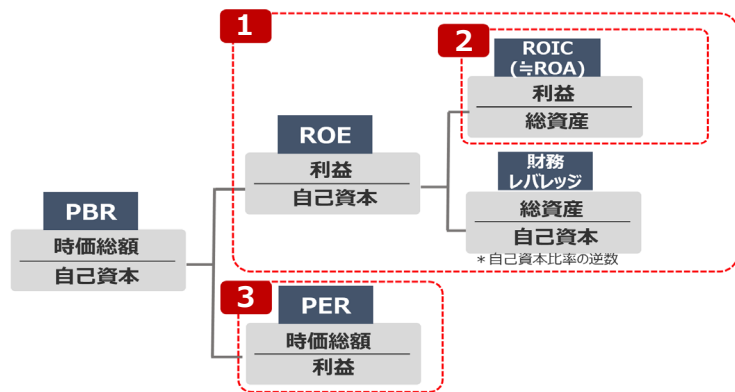 1
2
ROIC
(≒ROA)
利益
総資産
ROE
利益
自己資本
財務
レバレッジ
総資産
自己資本
＊自己資本比率の逆数
PBR
時価総額
自己資本
3
PER
時価総額
利益